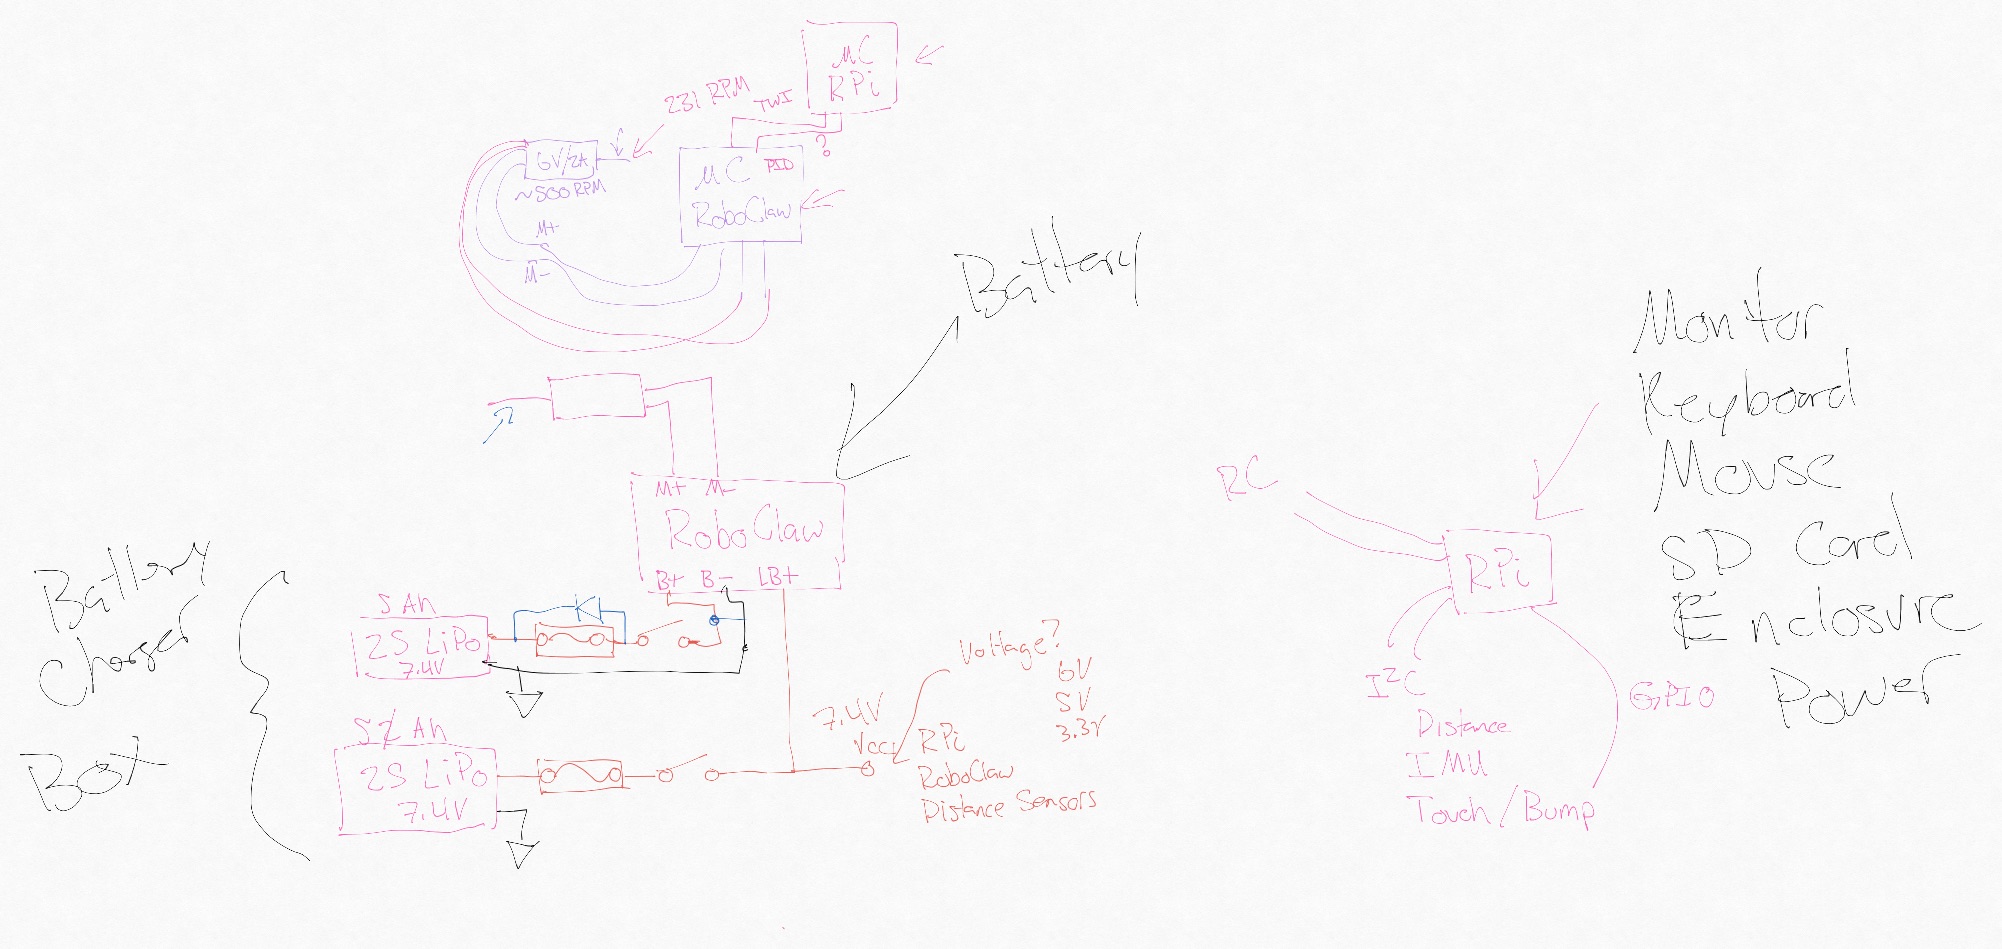 µC
RPi
231 RPM
TWI
?
6V/2A
~500 RPM
µC PID
RoboClaw
M+
M-
Battery
M+ M-
RoboClaw
B+ B- LB+
Battery
Charger
Box
5 Ah
2S LiPo
7.4V
5 Ah
2S LiPo
7.4V
Voltage?
6V
5V
3.3V
7.4V
Vcc
RPi
RoboClaw
Distance Sensors
RC
RPi
I²C
Distance
IMU
Touch/Bump
GPIO
Monitor
Keyboard
Mouse
SD Card
Enclosure
Power